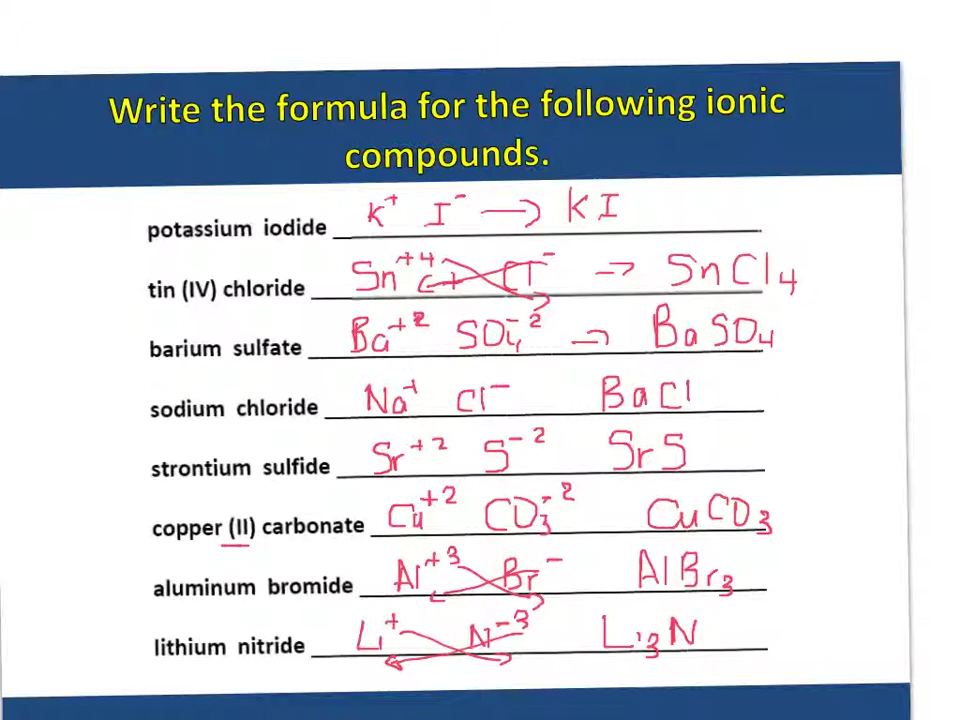 Write the formula for the following ionic
compounds.
potassium iodide K⁺ I⁻ → KI
tin (IV) chloride Sn⁺⁴ Cl⁻ → SnCl₄
barium sulfate Ba⁺² SO₄⁻² → BaSO₄
sodium chloride Na⁺ Cl⁻ BaCl
strontium sulfide Sr⁺² S⁻² SrS
copper (II) carbonate Cu⁺² CO₃⁻² CuCO₃
aluminum bromide Al⁺³ Br⁻ AlBr₃
lithium nitride Li⁺ N⁻³ Li₃N